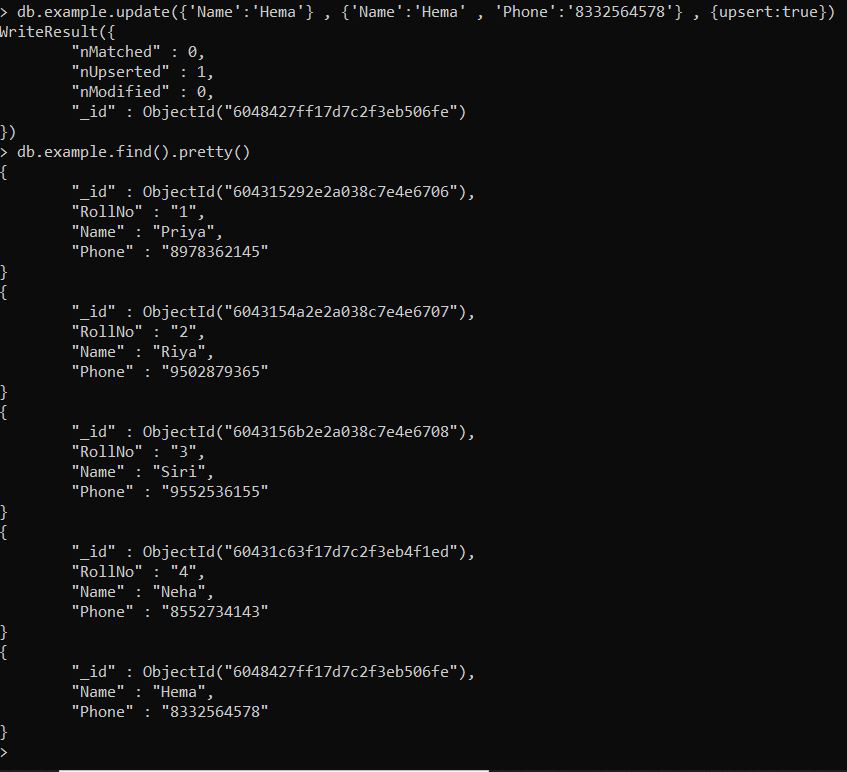 > db.example.update({'Name':'Hema'} , {'Name':'Hema' , 'Phone':'8332564578'} , {upsert:true})
WriteResult({
        "nMatched" : 0,
        "nUpserted" : 1,
        "nModified" : 0,
        "_id" : ObjectId("6048427ff17d7c2f3eb506fe")
})
> db.example.find().pretty()
{
        "_id" : ObjectId("604315292e2a038c7e4e6706"),
        "RollNo" : "1",
        "Name" : "Priya",
        "Phone" : "8978362145"
}
{
        "_id" : ObjectId("6043154a2e2a038c7e4e6707"),
        "RollNo" : "2",
        "Name" : "Riya",
        "Phone" : "9502879365"
}
{
        "_id" : ObjectId("6043156b2e2a038c7e4e6708"),
        "RollNo" : "3",
        "Name" : "Siri",
        "Phone" : "9552536155"
}
{
        "_id" : ObjectId("60431c63f17d7c2f3eb4f1ed"),
        "RollNo" : "4",
        "Name" : "Neha",
        "Phone" : "8552734143"
}
{
        "_id" : ObjectId("6048427ff17d7c2f3eb506fe"),
        "Name" : "Hema",
        "Phone" : "8332564578"
}
>